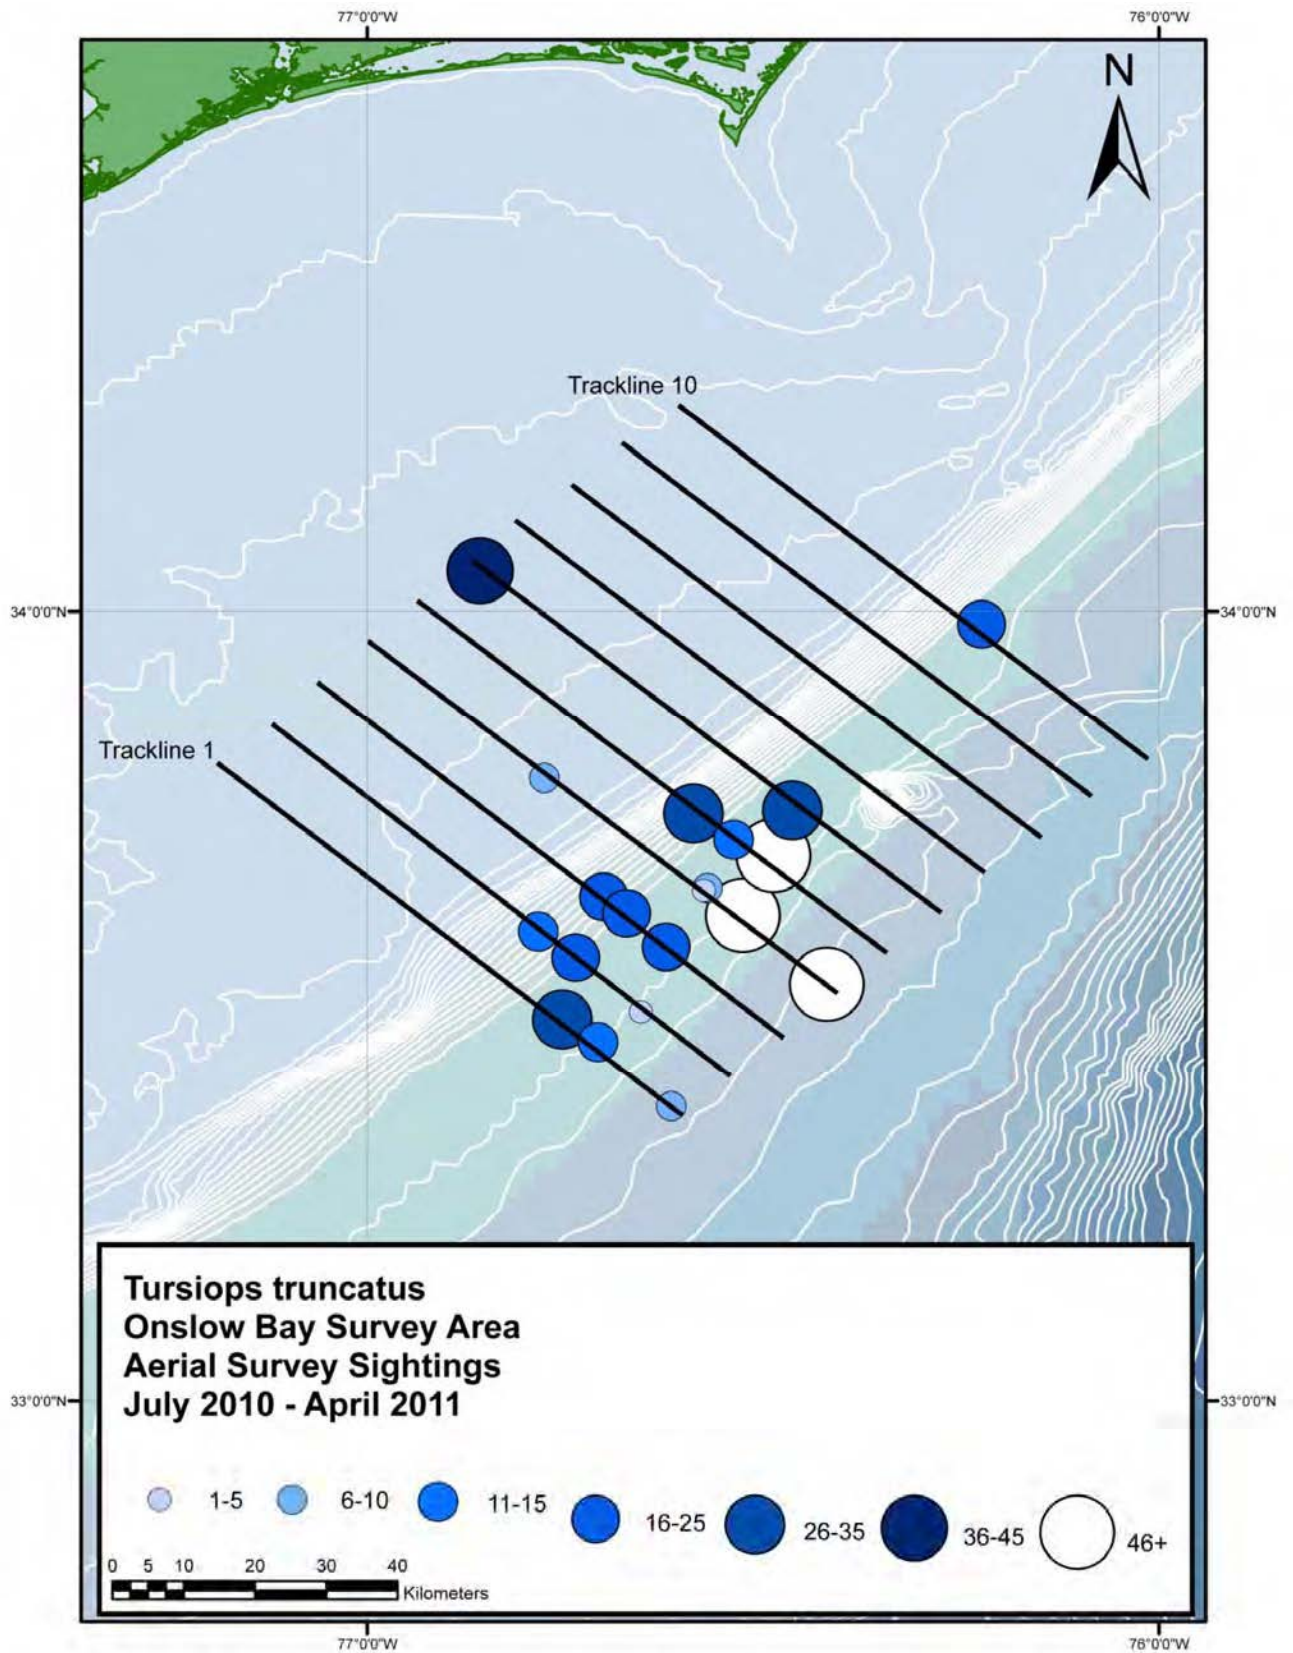 77°0'0"W
76°0'0"W
N
Trackline 10
34°0'0"N
34°0'0"N
Trackline 1
33°0'0"N
33°0'0"N
Tursiops truncatus
Onslow Bay Survey Area
Aerial Survey Sightings
July 2010 - April 2011
1-5
6-10
11-15
16-25
26-35
36-45
46+
0 5 10 20 30 40
Kilometers
77°0'0"W
76°0'0"W